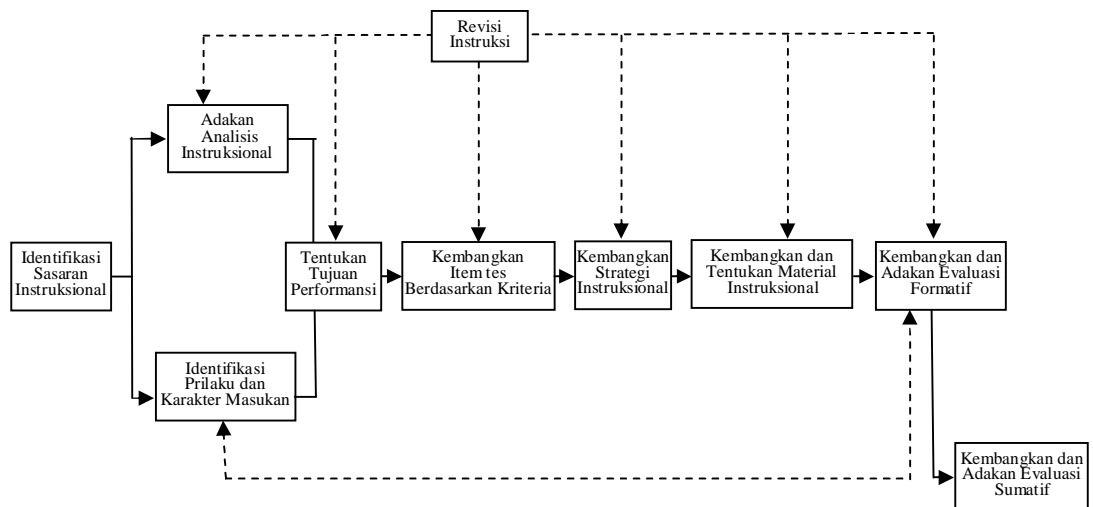 Revisi
Instruksi
Adakan
Analisis
Instruksional
Identifikasi
Sasaran
Instruksional
Tentukan
Tujuan
Performansi
Kembangkan
Item tes
Berdasarkan Kriteria
Kembangkan
Strategi
Instruksional
Kembangkan dan
Tentukan Material
Instruksional
Kembangkan dan
Adakan Evaluasi
Formatif
Identifikasi
Prilaku dan
Karakter Masukan
Kembangkan dan
Adakan Evaluasi
Sumatif